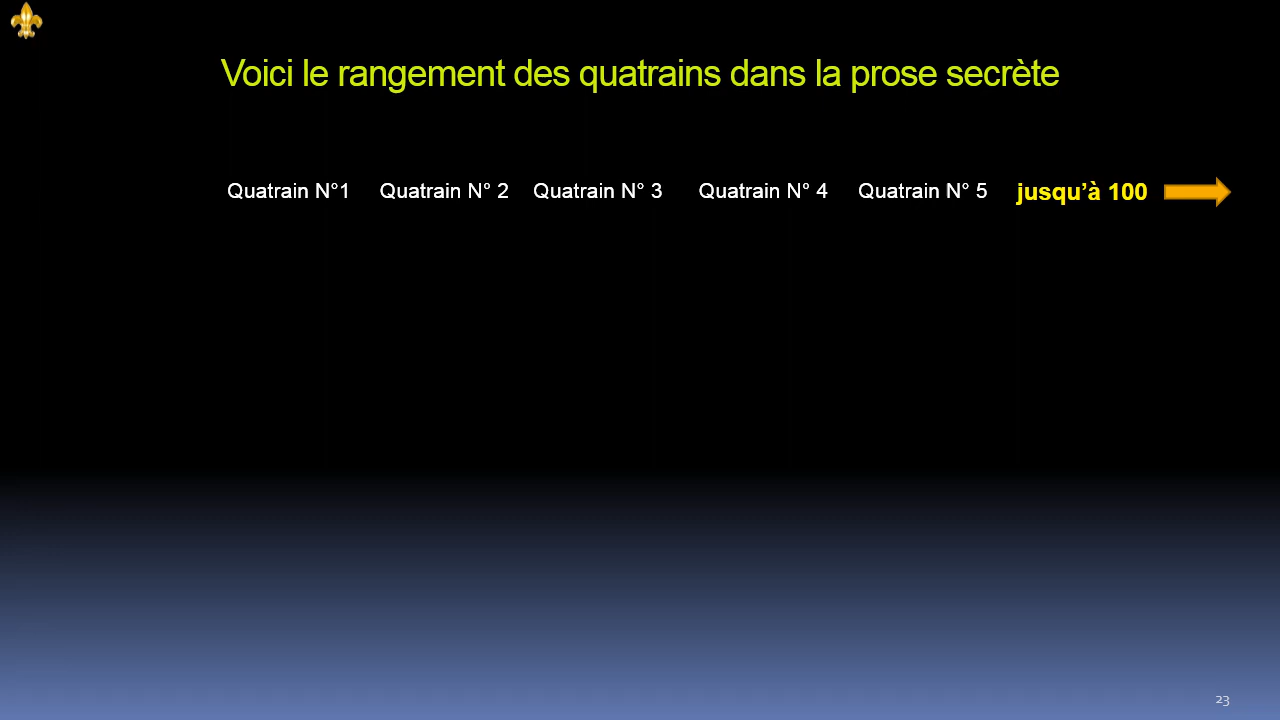 Voici le rangement des quatrains dans la prose secrète
Quatrain N°1 Quatrain N° 2 Quatrain N° 3 Quatrain N° 4 Quatrain N° 5 jusqu’à 100
23